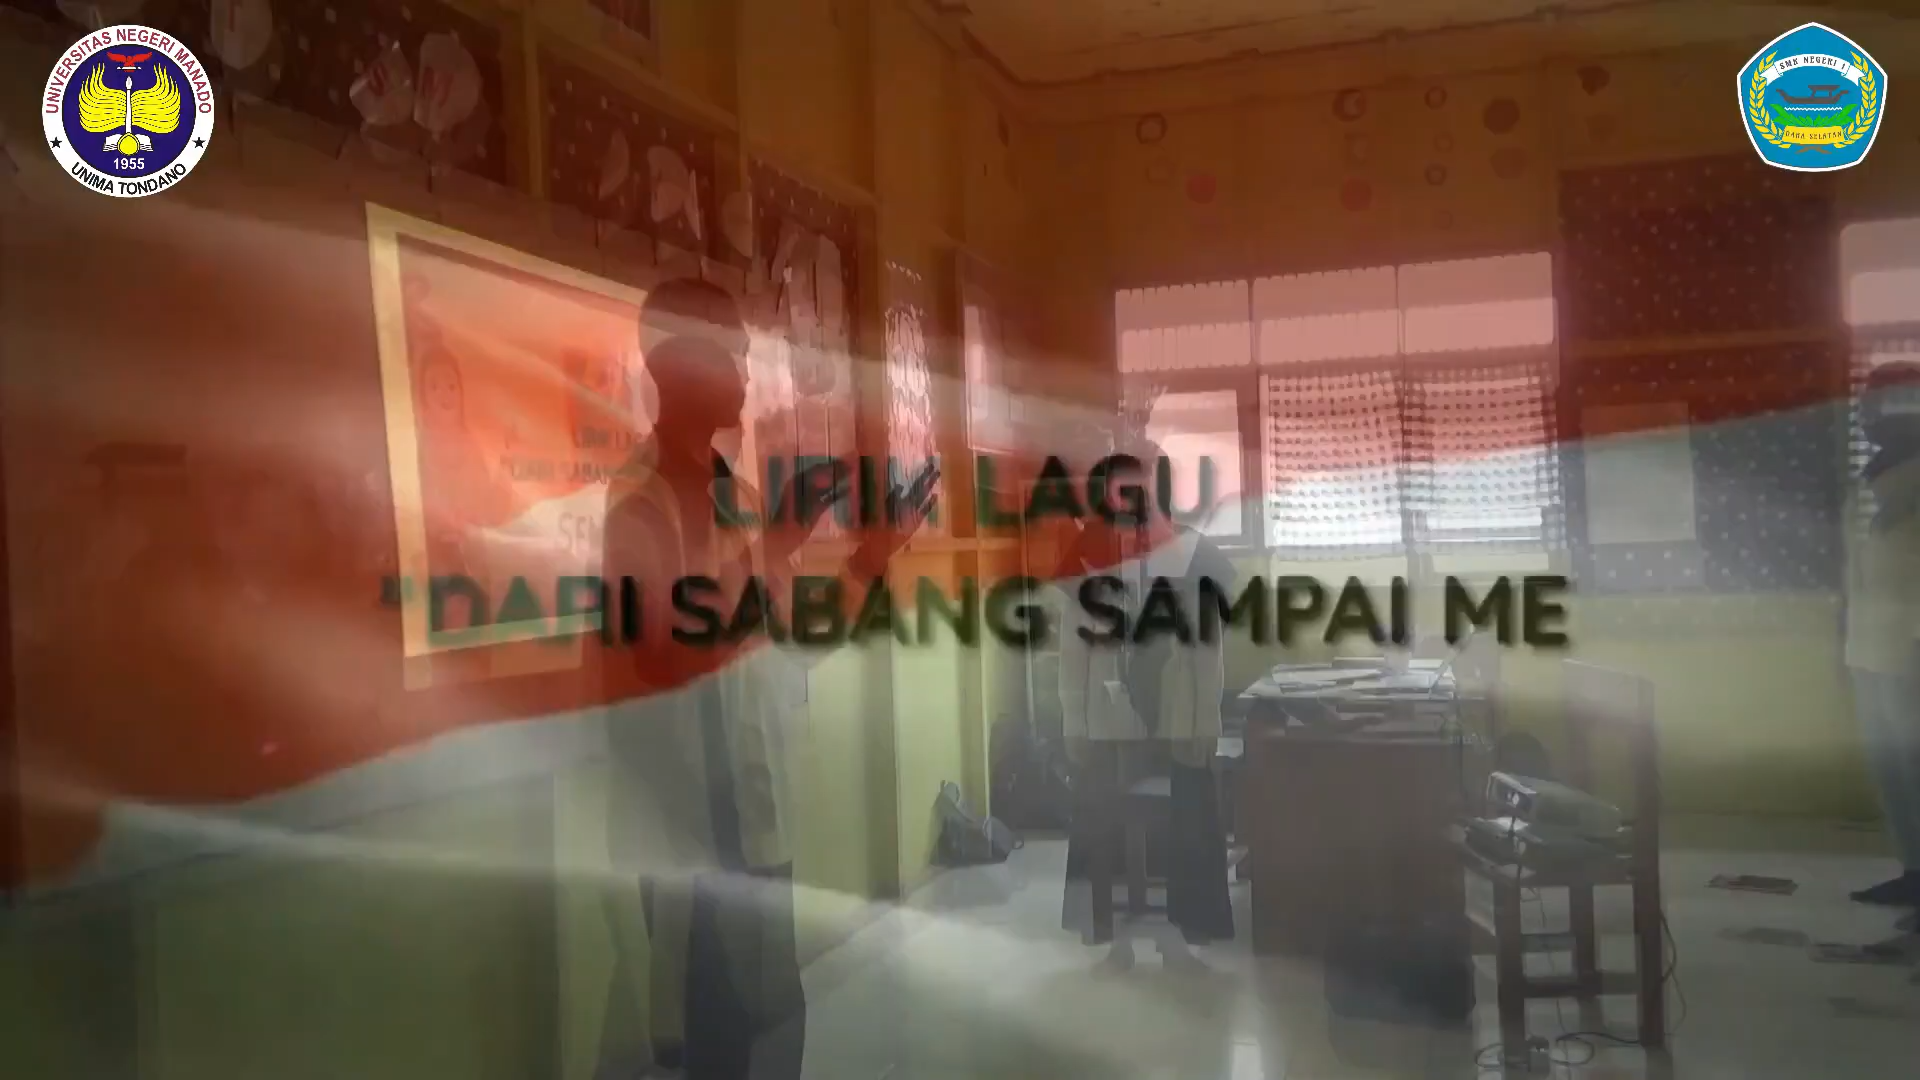 UNIVERSITAS NEGERI MANADO
1955
UNIMA TONDANO
SMK NEGERI 1
LIRIK LAGU
"DARI SABANG SAMPAI ME